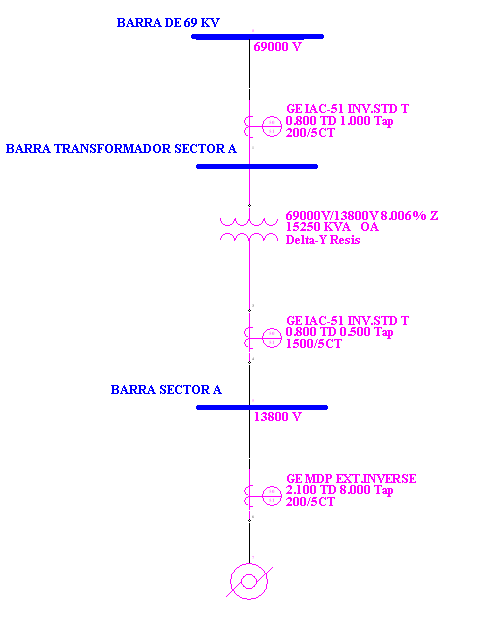 BARRA DE 69 KV
69000 V
GE IAC-51 INV.STD T
0.800 TD 1.000 Tap
200/5CT
BARRA TRANSFORMADOR SECTOR A
69000V/13800V 8.006% Z
15250 KVA OA
Delta-Y Resis
GE IAC-51 INV.STD T
0.800 TD 0.500 Tap
1500/5CT
BARRA SECTOR A
13800 V
GE MDP EXT.INVERSE
2.100 TD 8.000 Tap
200/5CT